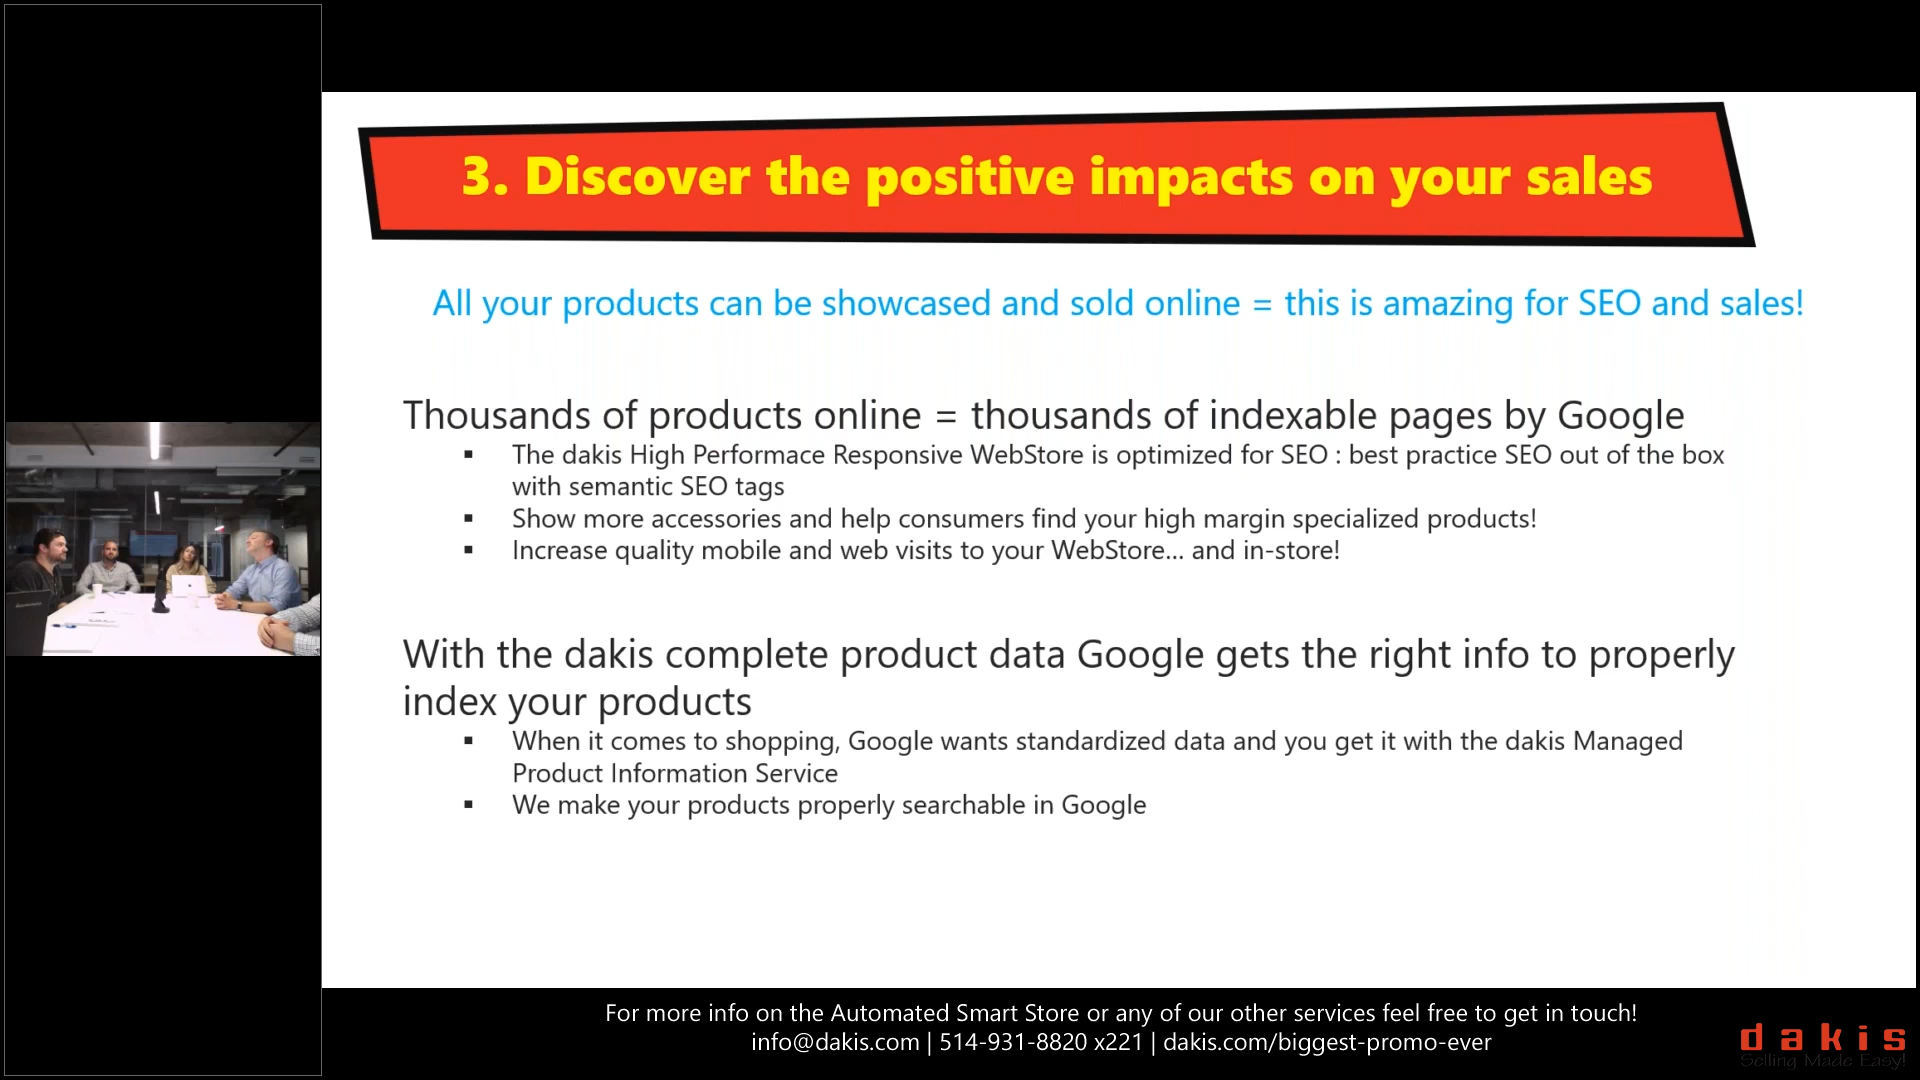 3. Discover the positive impacts on your sales
All your products can be showcased and sold online = this is amazing for SEO and sales!
Thousands of products online = thousands of indexable pages by Google
▪ The dakis High Performace Responsive WebStore is optimized for SEO : best practice SEO out of the box
with semantic SEO tags
▪ Show more accessories and help consumers find your high margin specialized products!
▪ Increase quality mobile and web visits to your WebStore... and in-store!
With the dakis complete product data Google gets the right info to properly
index your products
▪ When it comes to shopping, Google wants standardized data and you get it with the dakis Managed
Product Information Service
▪ We make your products properly searchable in Google
For more info on the Automated Smart Store or any of our other services feel free to get in touch!
info@dakis.com | 514-931-8820 x221 | dakis.com/biggest-promo-ever
dakis
Selling Made Easy!